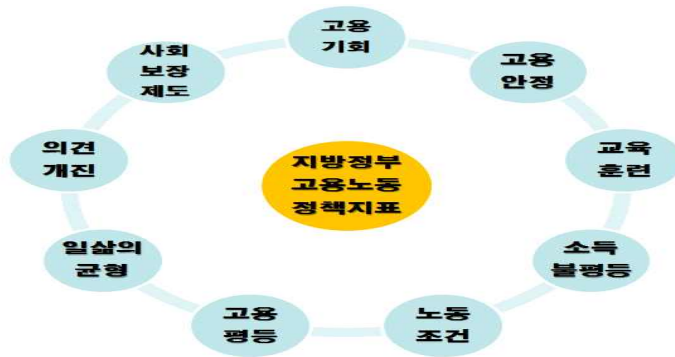 고용
기회
고용
안정
교육
훈련
소득
불평등
노동
조건
고용
평등
일삶의
균형
의견
개진
사회
보장
제도
지방정부
고용노동
정책지표